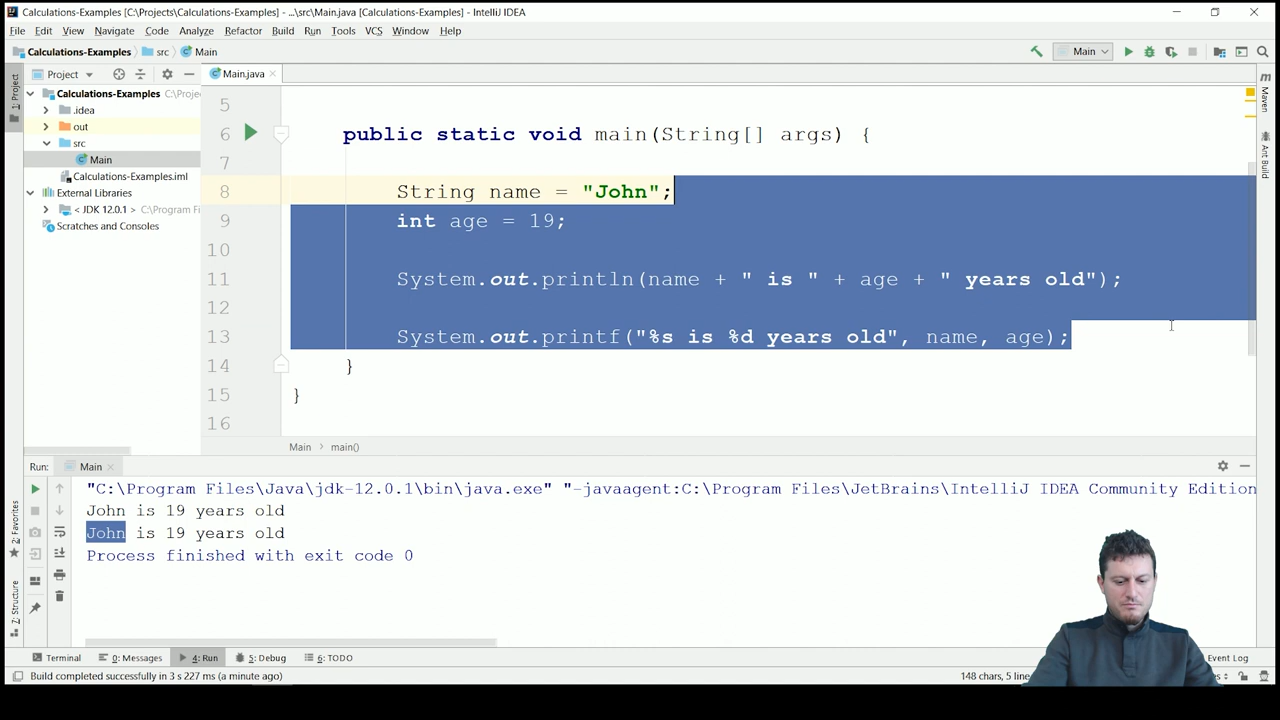 Calculations-Examples [C:\Projects\Calculations-Examples] - ...\src\Main.java [Calculations-Examples] - IntelliJ IDEA
File Edit View Navigate Code Analyze Refactor Build Run Tools VCS Window Help
Calculations-Examples src Main Main
1: Project Project Main.java Maven
Calculations-Examples C:\Proje
.idea
out
src
Main
Calculations-Examples.iml
External Libraries
< JDK 12.0.1 > C:\Program Fi
Scratches and Consoles
Ant Build
5
6 public static void main(String[] args) {
7
8 String name = "John";
9 int age = 19;
10
11 System.out.println(name + " is " + age + " years old");
12
13 System.out.printf("%s is %d years old", name, age);
14 }
15 }
16
Main main()
Run: Main
"C:\Program Files\Java\jdk-12.0.1\bin\java.exe" "-javaagent:C:\Program Files\JetBrains\IntelliJ IDEA Community Edition
John is 19 years old
John is 19 years old
Process finished with exit code 0
2: Favorites
7: Structure
Terminal 0: Messages 4: Run 5: Debug 6: TODO Event Log
Build completed successfully in 3 s 227 ms (a minute ago) 148 chars, 5 line